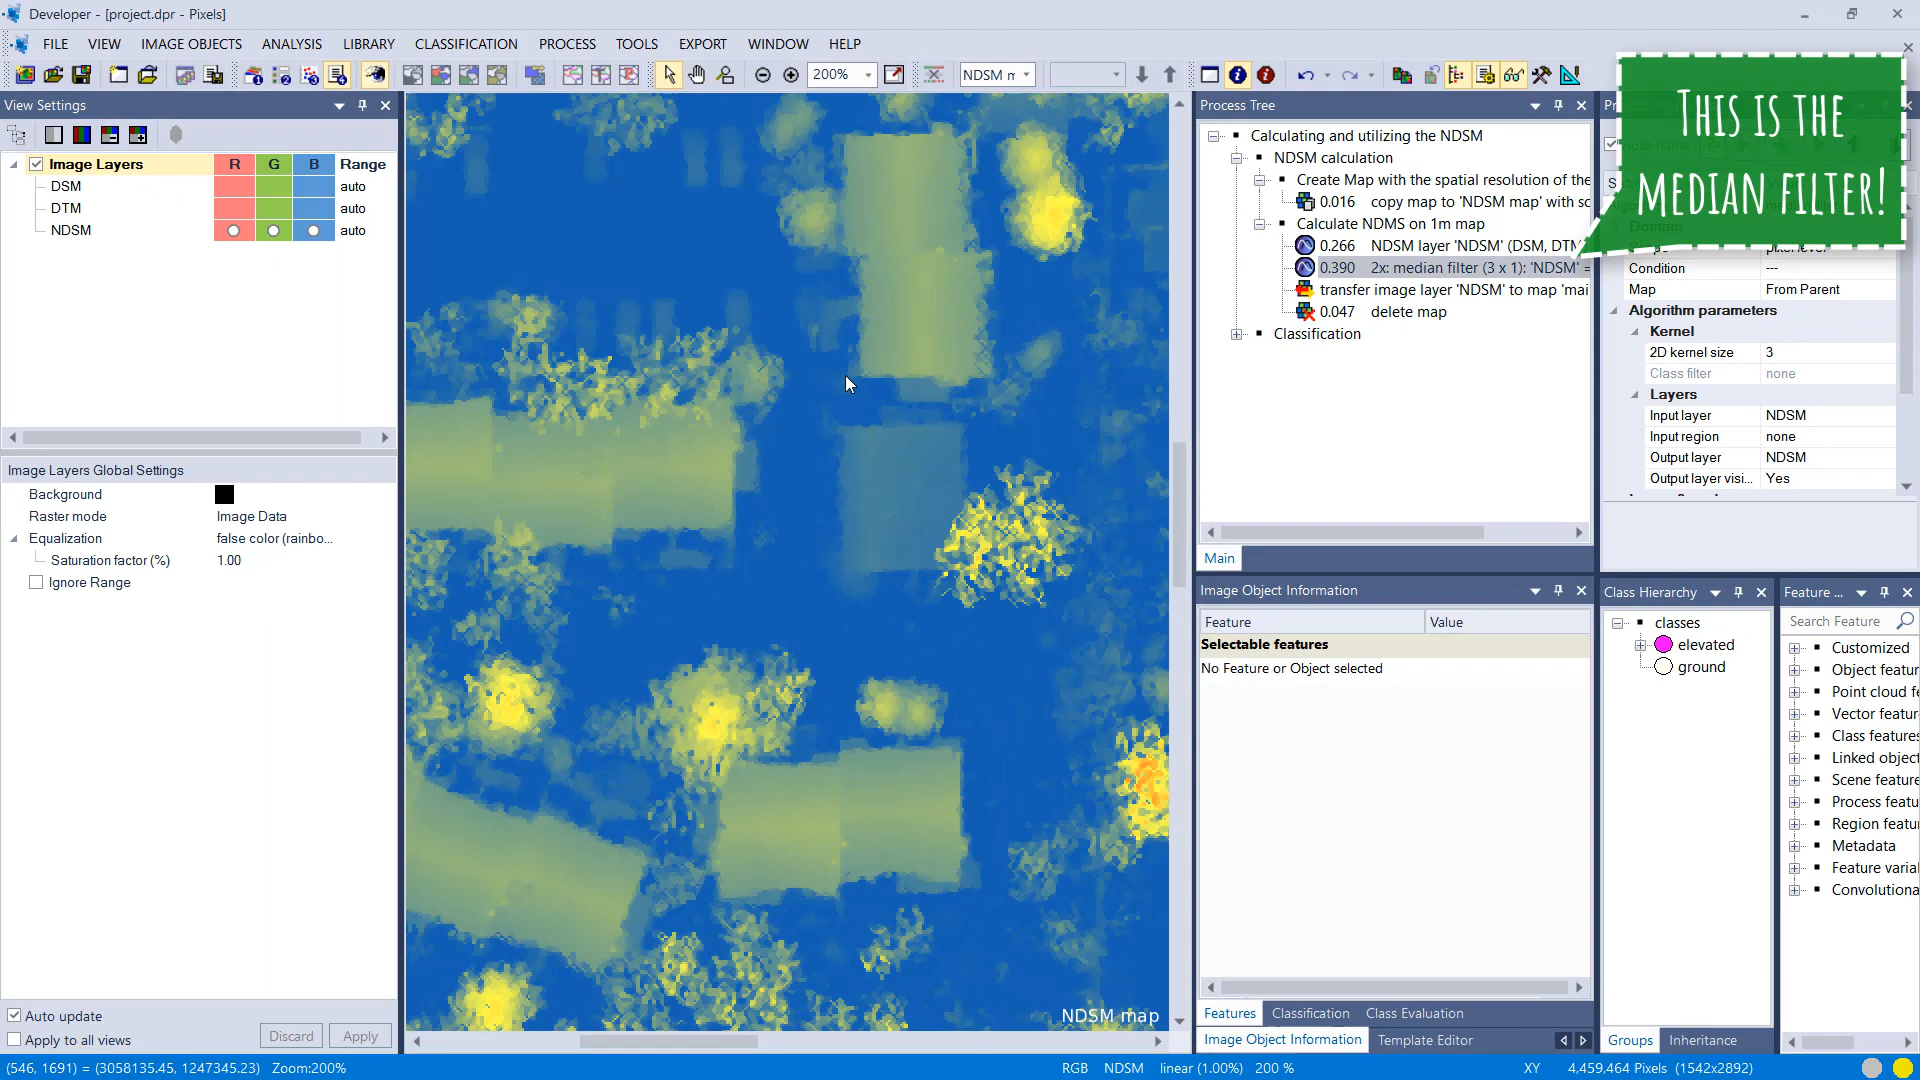 Developer - [project.dpr - Pixels]
FILE VIEW IMAGE OBJECTS ANALYSIS LIBRARY CLASSIFICATION PROCESS TOOLS EXPORT WINDOW HELP
200% NDSM m
THIS IS THE
MEDIAN FILTER!
View Settings
Image Layers R G B Range
DSM auto
DTM auto
NDSM auto
Image Layers Global Settings
Background
Raster mode Image Data
Equalization false color (rainbo...
Saturation factor (%) 1.00
Ignore Range
Auto update
Apply to all views
Discard Apply
NDSM map
Process Tree
Calculating and utilizing the NDSM
NDSM calculation
Create Map with the spatial resolution of the
0.016 copy map to 'NDSM map' with sc
Calculate NDMS on 1m map
0.266 NDSM layer 'NDSM' (DSM, DTM
0.390 2x: median filter (3 x 1): 'NDSM' =
transfer image layer 'NDSM' to map 'mai
0.047 delete map
Classification
Main
Condition ---
Map From Parent
Algorithm parameters
Kernel
2D kernel size 3
Class filter none
Layers
Input layer NDSM
Input region none
Output layer NDSM
Output layer visi... Yes
Image Object Information
Feature Value
Selectable features
No Feature or Object selected
Features Classification Class Evaluation
Image Object Information Template Editor
Class Hierarchy
classes
elevated
ground
Groups Inheritance
Feature ...
Search Feature
Customized
Object featur
Point cloud fe
Vector featur
Class features
Linked object
Scene feature
Process featu
Region featu
Metadata
Feature varial
Convolutiona
(546, 1691) = (3058135.45, 1247345.23) Zoom:200% RGB NDSM linear (1.00%) 200 % XY 4,459,464 Pixels (1542x2892)